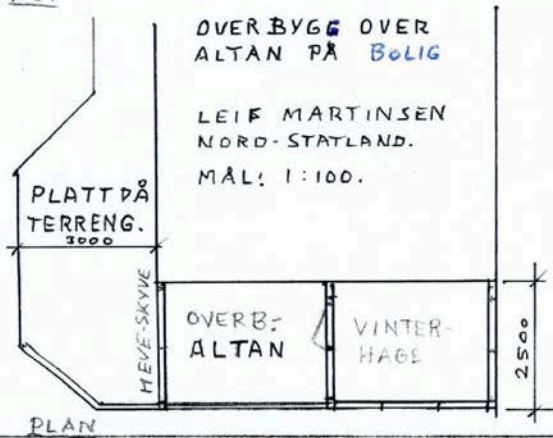 OVERBYGG OVER
ALTAN PÅ BOLIG
LEIF MARTINSEN
NORD-STATLAND.
MÅL: 1:100.
PLATT PÅ
TERRENG.
3000
HEVE-SKYVE
OVERB.-
ALTAN
VINTER-
HAGE
2500
PLAN